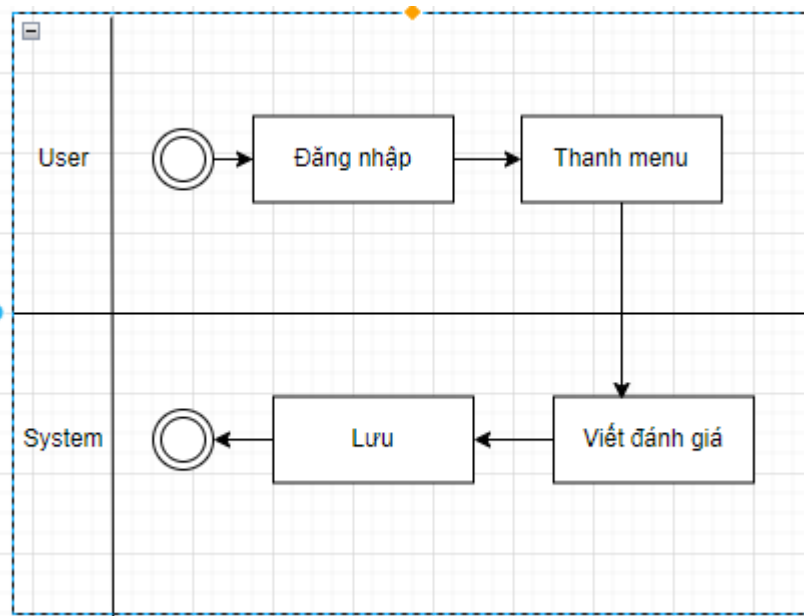 User
Đăng nhập
Thanh menu
System
Lưu
Viết đánh giá